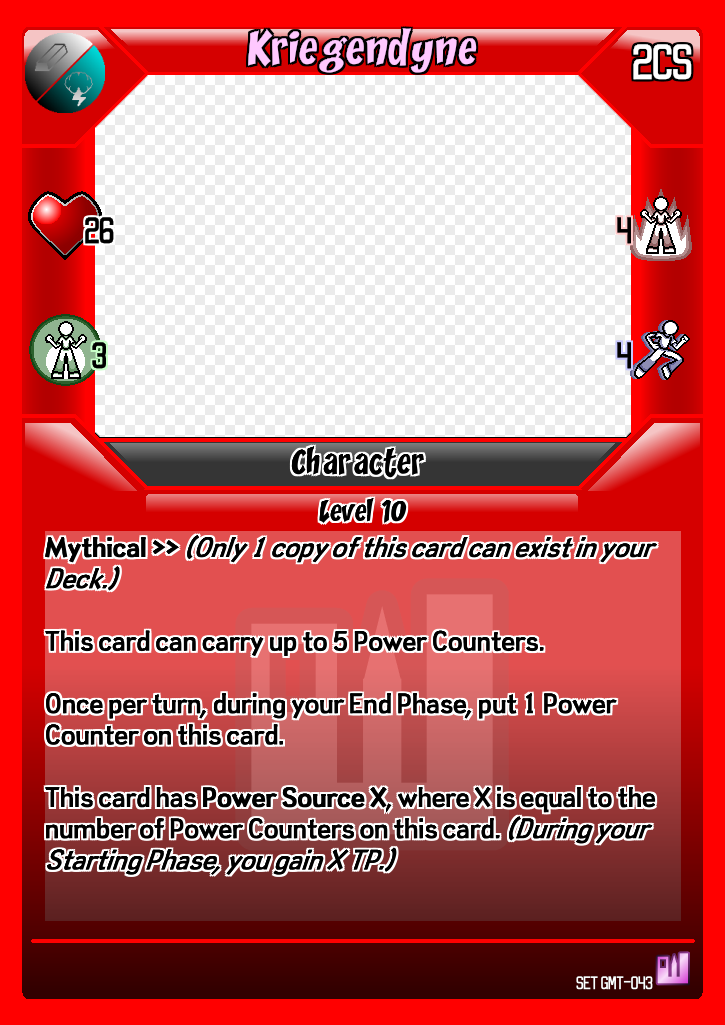 Kriegendyne
2CS
26
4
3
4
Character
Level 10
Mythical >> (Only 1 copy of this card can exist in your
Deck.)
This card can carry up to 5 Power Counters.
Once per turn, during your End Phase, put 1 Power
Counter on this card.
This card has Power Source X, where X is equal to the
number of Power Counters on this card. (During your
Starting Phase, you gain X TP.)
SET GMT-043